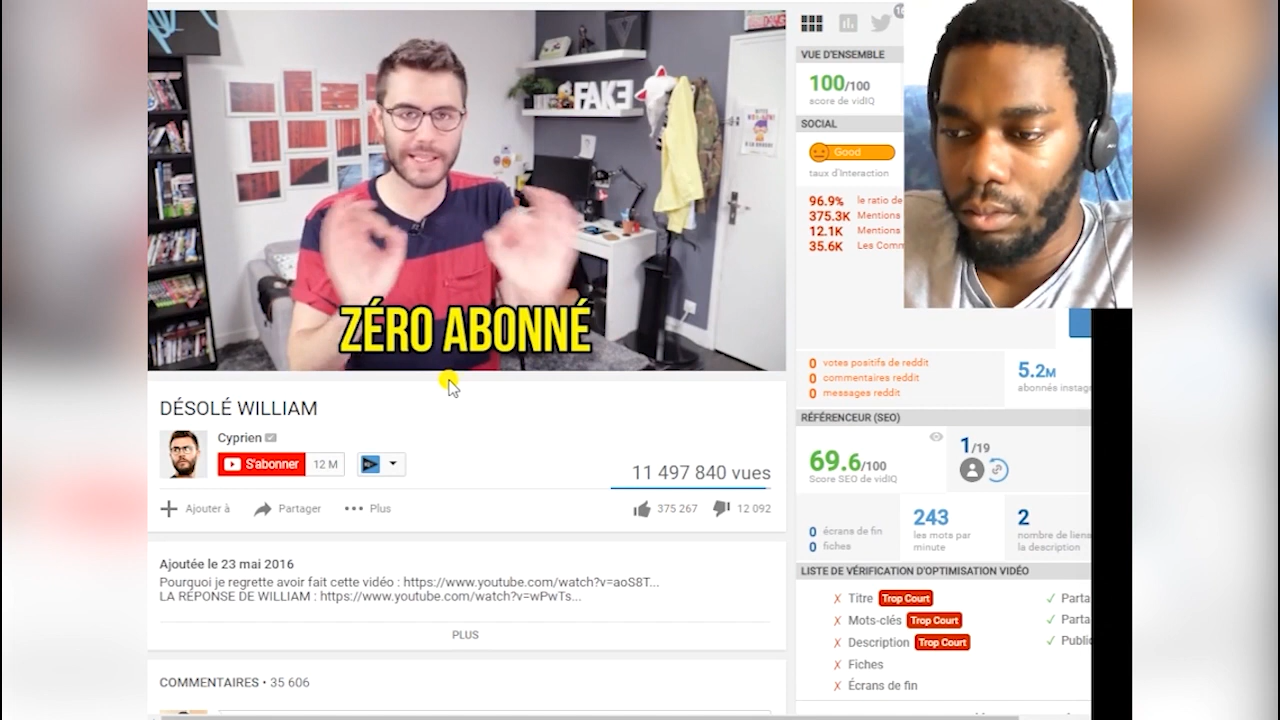 FAK3
ZÉRO ABONNÉ
DÉSOLÉ WILLIAM
Cyprien
S'abonner
12 M
11 497 840 vues
Ajouter à
Partager
Plus
375 267
12 092
Ajoutée le 23 mai 2016
Pourquoi je regrette avoir fait cette vidéo : https://www.youtube.com/watch?v=aoS8T...
LA RÉPONSE DE WILLIAM : https://www.youtube.com/watch?v=wPwTs...
PLUS
COMMENTAIRES • 35 606
VUE D'ENSEMBLE
100/100
score de vidIQ
SOCIAL
Good
taux d'Interaction
96.9% le ratio de
375.3K Mentions
12.1K Mentions
35.6K Les Comm
0 votes positifs de reddit
0 commentaires reddit
0 messages reddit
5.2M
abonnés instagr
RÉFÉRENCEUR (SEO)
69.6/100
Score SEO de vidIQ
1/19
0 écrans de fin
0 fiches
243
les mots par
minute
2
nombre de liens
la description
LISTE DE VÉRIFICATION D'OPTIMISATION VIDÉO
Titre Trop Court
Mots-clés Trop Court
Description Trop Court
Fiches
Écrans de fin
Parta
Parta
Public